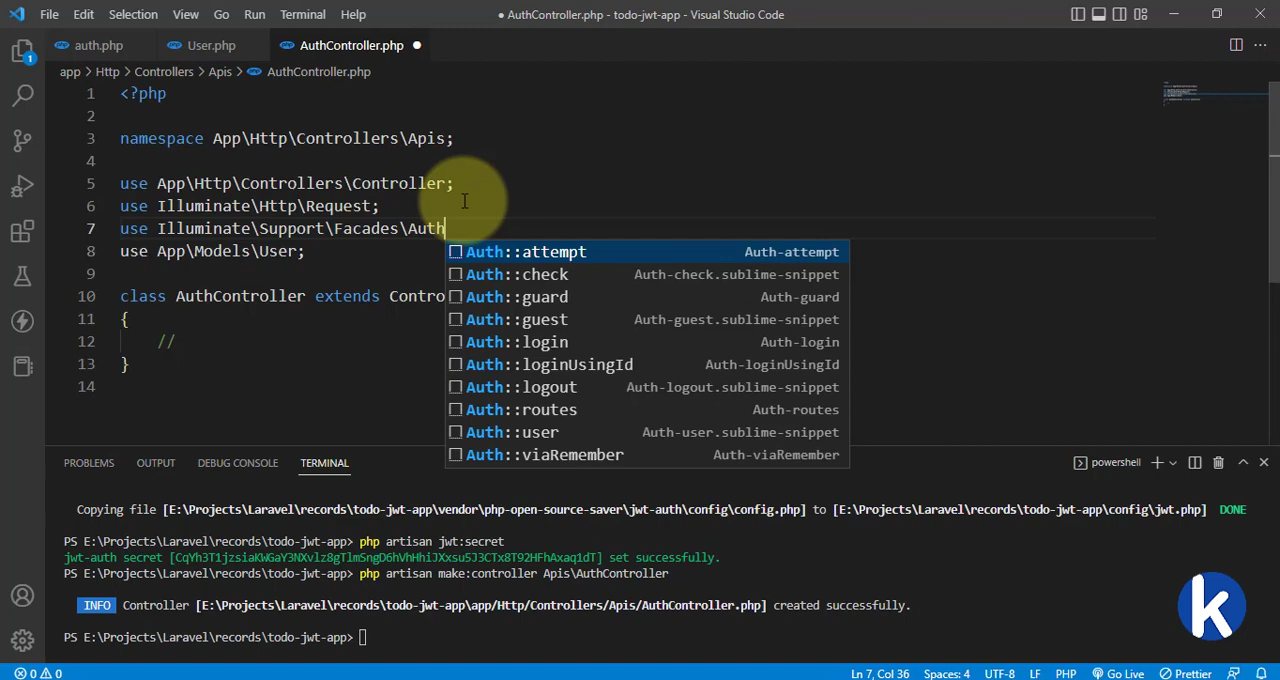 File Edit Selection View Go Run Terminal Help ● AuthController.php - todo-jwt-app - Visual Studio Code
auth.php User.php AuthController.php ●
app > Http > Controllers > Apis > AuthController.php
1 <?php
2
3 namespace App\Http\Controllers\Apis;
4
5 use App\Http\Controllers\Controller;
6 use Illuminate\Http\Request;
7 use Illuminate\Support\Facades\Auth
8 use App\Models\User;
9
10 class AuthController extends Contro
11 {
12 //
13 }
14
Auth::attempt Auth-attempt
Auth::check Auth-check.sublime-snippet
Auth::guard Auth-guard
Auth::guest Auth-guest.sublime-snippet
Auth::login Auth-login
Auth::loginUsingId Auth-loginUsingId
Auth::logout Auth-logout.sublime-snippet
Auth::routes Auth-routes
Auth::user Auth-user.sublime-snippet
Auth::viaRemember Auth-viaRemember
PROBLEMS OUTPUT DEBUG CONSOLE TERMINAL powershell
Copying file [E:\Projects\Laravel\records\todo-jwt-app\vendor\php-open-source-saver\jwt-auth\config\config.php] to [E:\Projects\Laravel\records\todo-jwt-app\config\jwt.php] DONE
PS E:\Projects\Laravel\records\todo-jwt-app> php artisan jwt:secret
jwt-auth secret [CqYh3T1jzsiaKWGaY3NXvlz8gTlmSngD6hVhHhiJXxsu5J3CTx8T92HFhAxaq1dT] set successfully.
PS E:\Projects\Laravel\records\todo-jwt-app> php artisan make:controller Apis\AuthController
INFO Controller [E:\Projects\Laravel\records\todo-jwt-app\app/Http/Controllers/Apis/AuthController.php] created successfully.
PS E:\Projects\Laravel\records\todo-jwt-app>
0 0 Ln 7, Col 36 Spaces: 4 UTF-8 LF PHP Go Live Prettier